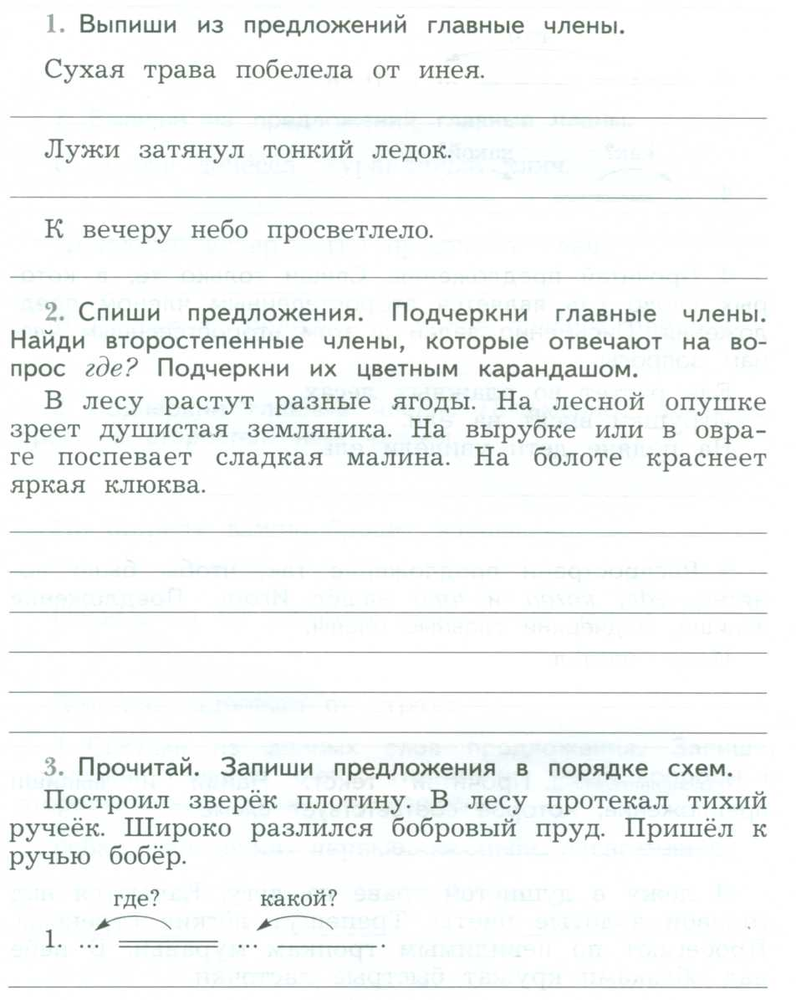 1. Выпиши из предложений главные члены.
Сухая трава побелела от инея.
Лужи затянул тонкий ледок.
К вечеру небо просветлело.
2. Спиши предложения. Подчеркни главные члены.
Найди второстепенные члены, которые отвечают на во-
прос где? Подчеркни их цветным карандашом.
В лесу растут разные ягоды. На лесной опушке
зреет душистая земляника. На вырубке или в овра-
ге поспевает сладкая малина. На болоте краснеет
яркая клюква.
3. Прочитай. Запиши предложения в порядке схем.
Построил зверёк плотину. В лесу протекал тихий
ручеёк. Широко разлился бобровый пруд. Пришёл к
ручью бобёр.
где? какой?
1. ... ... .